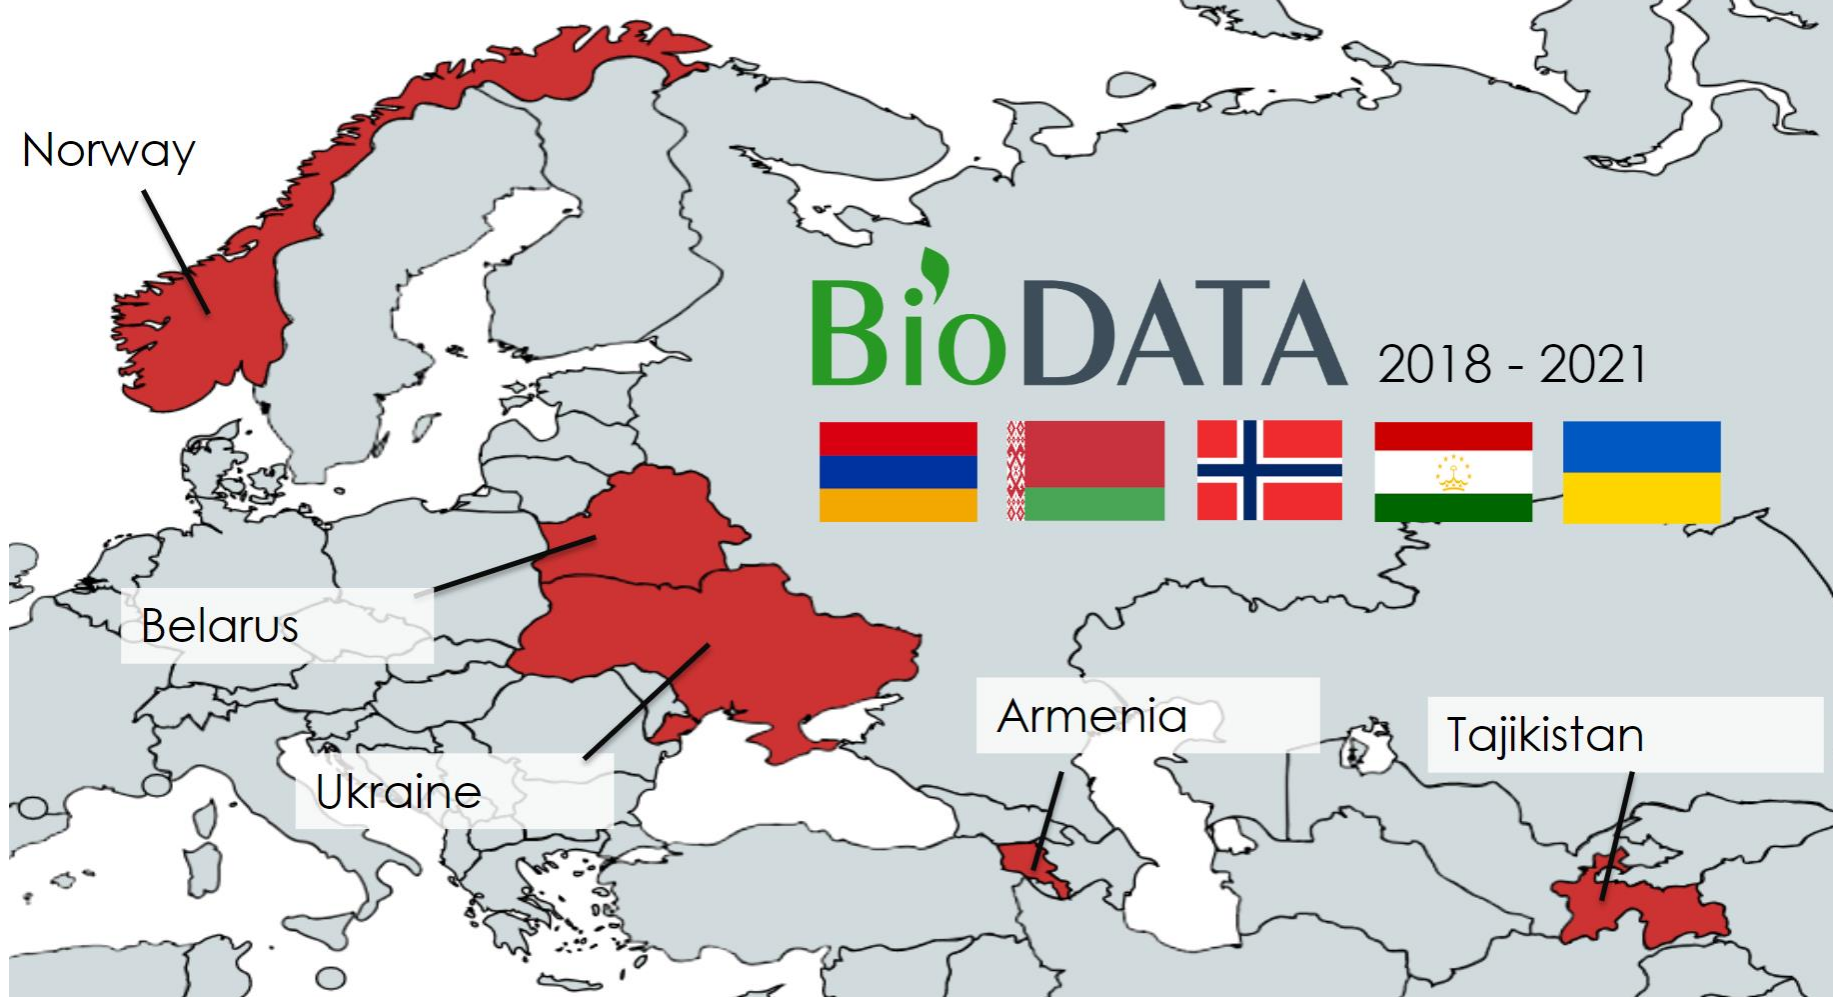 Norway
BioDATA 2018 - 2021
Belarus
Armenia
Tajikistan
Ukraine